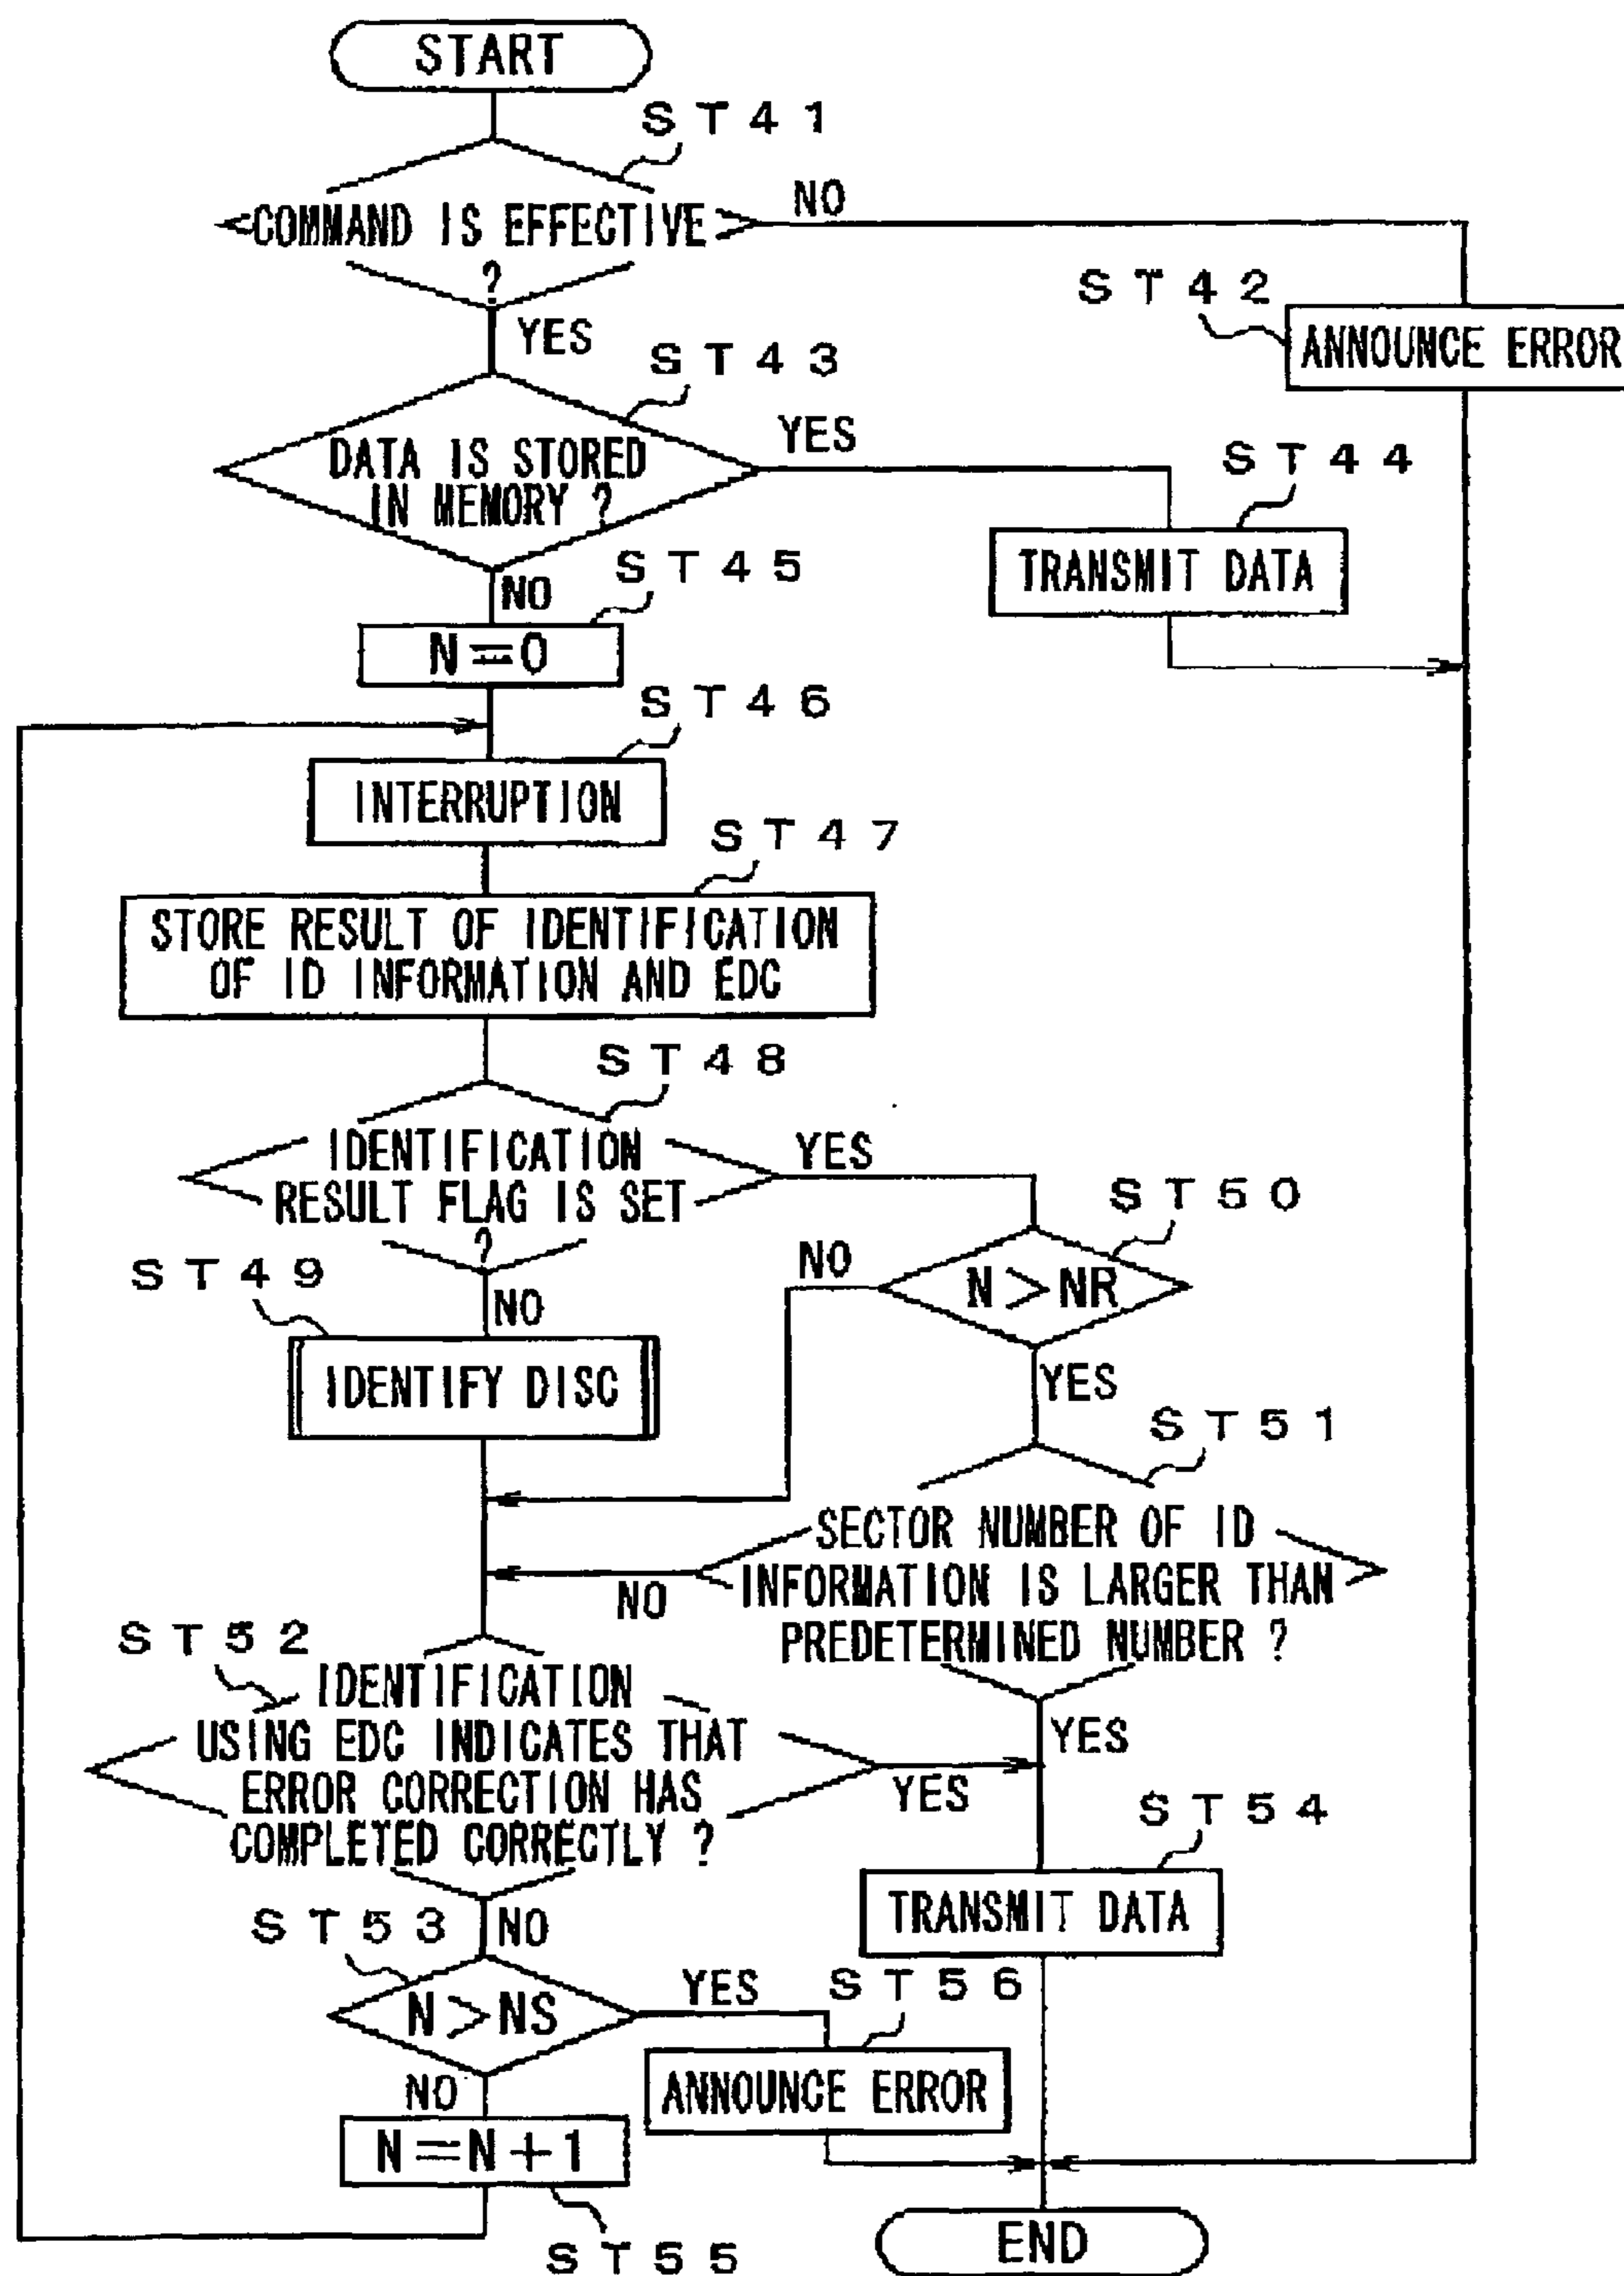 START
ST41
COMMAND IS EFFECTIVE
?
NO
YES
ST42
ANNOUNCE ERROR
ST43
DATA IS STORED
IN MEMORY ?
YES
NO
ST44
TRANSMIT DATA
ST45
N=0
ST46
INTERRUPTION
ST47
STORE RESULT OF IDENTIFICATION
OF ID INFORMATION AND EDC
ST48
IDENTIFICATION
RESULT FLAG IS SET
?
YES
NO
ST49
IDENTIFY DISC
ST50
N>NR
NO
YES
ST51
SECTOR NUMBER OF ID
INFORMATION IS LARGER THAN
PREDETERMINED NUMBER ?
NO
YES
ST52
IDENTIFICATION
USING EDC INDICATES THAT
ERROR CORRECTION HAS
COMPLETED CORRECTLY ?
YES
NO
ST54
TRANSMIT DATA
ST53
N>NS
YES
NO
ST56
ANNOUNCE ERROR
N=N+1
ST55
END